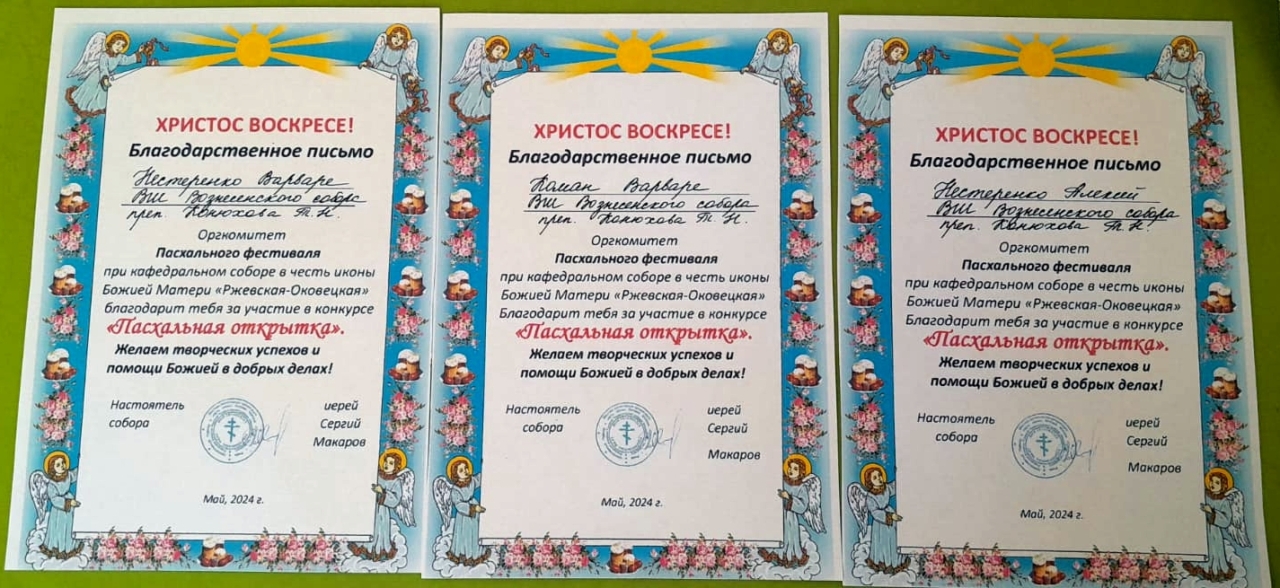 ХРИСТОС ВОСКРЕСЕ!
Благодарственное письмо
Нестеренко Варваре
ВШ Вознесенского собора
преп. Конюхова Т.Н.
Оргкомитет
Пасхального фестиваля
при кафедральном соборе в честь иконы
Божией Матери «Ржевская-Оковецкая»
благодарит тебя за участие в конкурсе
«Пасхальная открытка».
Желаем творческих успехов и
помощи Божией в добрых делах!
Настоятель иерей
собора Сергий
Макаров
Май, 2024 г.
ХРИСТОС ВОСКРЕСЕ!
Благодарственное письмо
Коман Варваре
ВШ Вознесенского собора
преп. Конюхова Т. Н.
Оргкомитет
Пасхального фестиваля
при кафедральном соборе в честь иконы
Божией Матери «Ржевская-Оковецкая»
Благодарит тебя за участие в конкурсе
«Пасхальная открытка».
Желаем творческих успехов и
помощи Божией в добрых делах!
Настоятель иерей
собора Сергий
Макаров
Май, 2024 г.
ХРИСТОС ВОСКРЕСЕ!
Благодарственное письмо
Нестеренко Алексий
ВШ Вознесенского собора
преп. Конюхова Т.Н.
Оргкомитет
Пасхального фестиваля
при кафедральном соборе в честь иконы
Божией Матери «Ржевская-Оковецкая»
Благодарит тебя за участие в конкурсе
«Пасхальная открытка».
Желаем творческих успехов и
помощи Божией в добрых делах!
Настоятель иерей
собора Сергий
Макаров
Май, 2024 г.